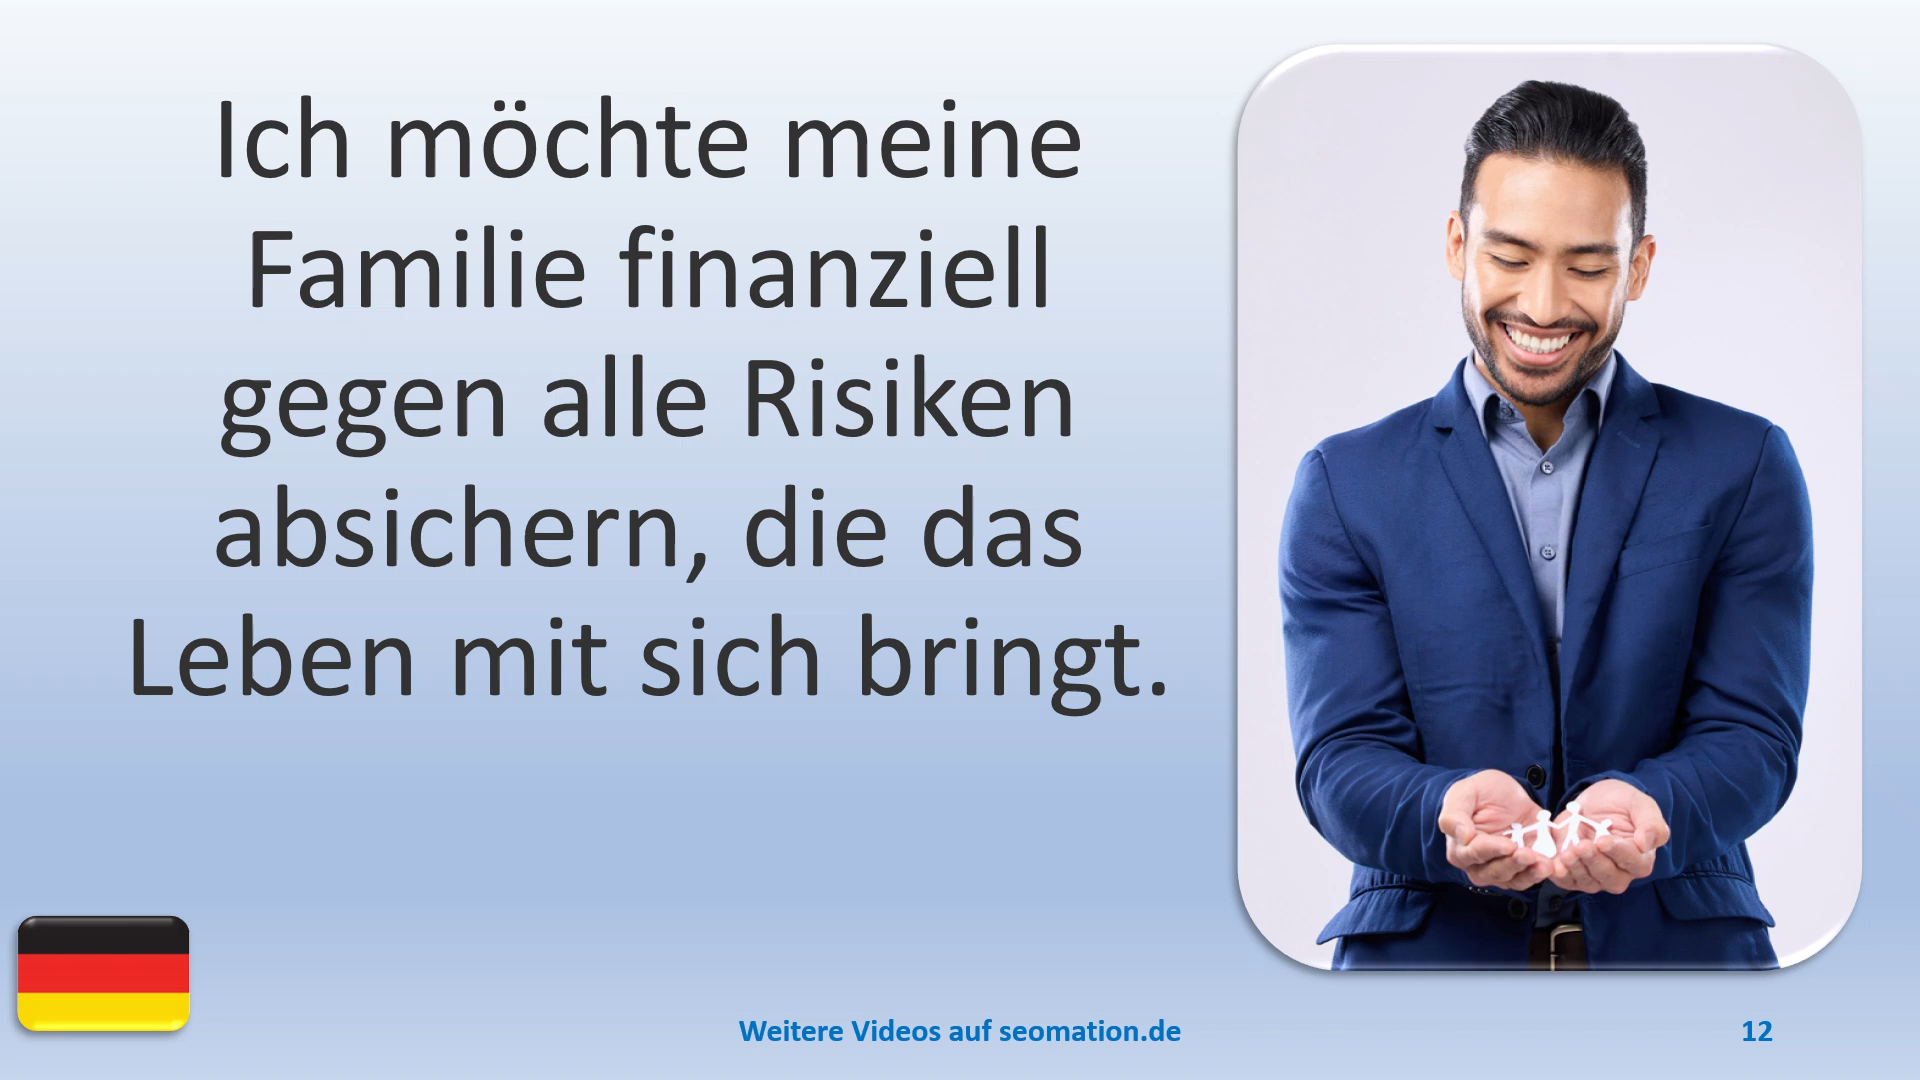 Ich möchte meine
Familie finanziell
gegen alle Risiken
absichern, die das
Leben mit sich bringt.
Weitere Videos auf seomation.de
12